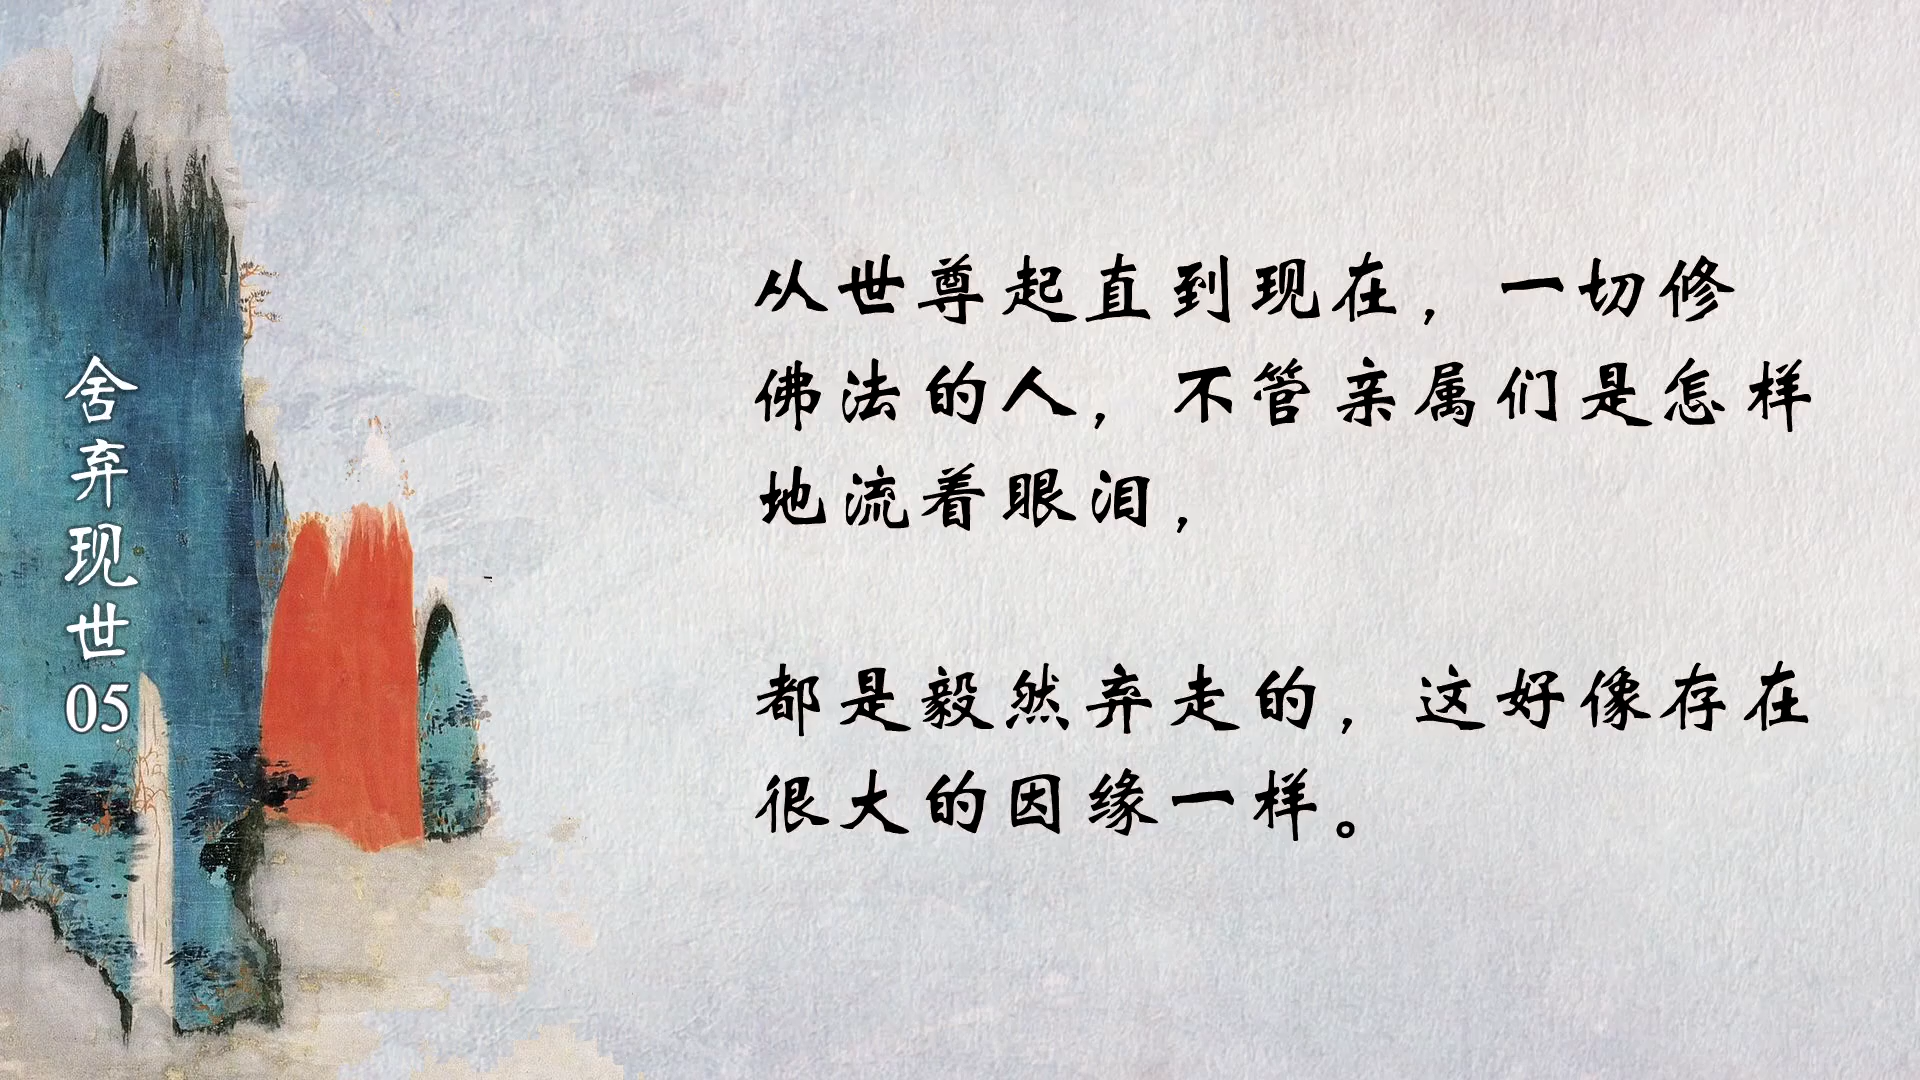 舍弃现世05
从世尊起直到现在，一切修
佛法的人，不管亲属们是怎样
地流着眼泪，
都是毅然弃走的，这好像存在
很大的因缘一样。